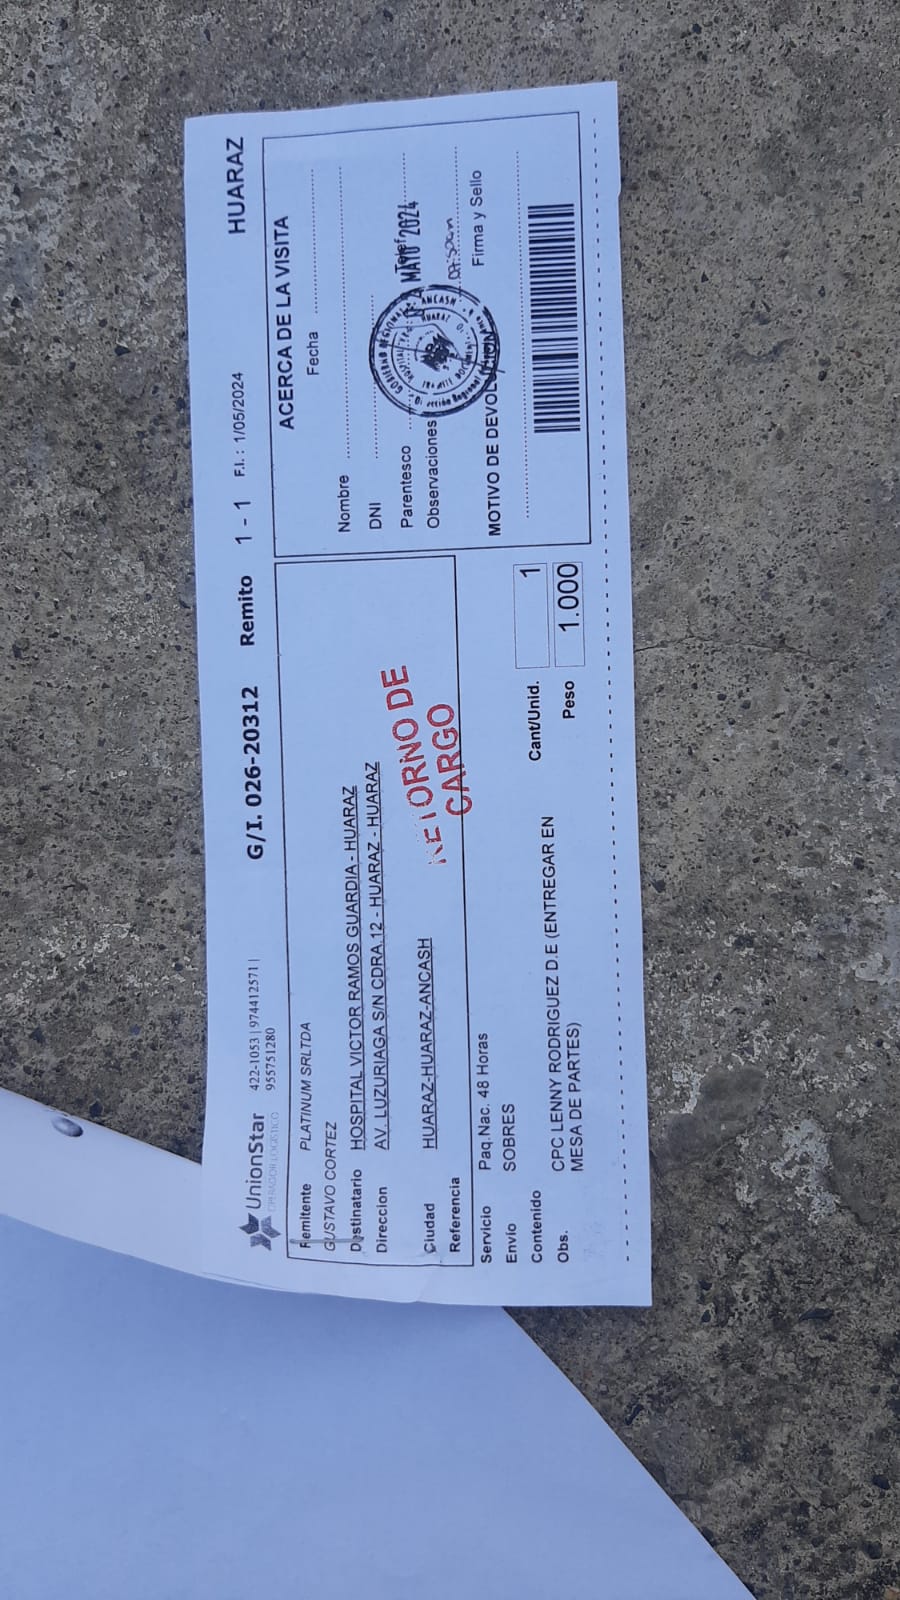 UnionStar
OPERADOR LOGISTICO
422-1053 | 974412571 |
955751280
G/I. 026-20312 Remito 1 - 1 F.I. : 1/05/2024 HUARAZ
Remitente PLATINUM SRLTDA
GUSTAVO CORTEZ
Destinatario HOSPITAL VICTOR RAMOS GUARDIA - HUARAZ
Direccion AV. LUZURIAGA S/N CDRA.12 - HUARAZ - HUARAZ
Ciudad HUARAZ-HUARAZ-ANCASH
Referencia
RETORNO DE
CARGO
Servicio Paq.Nac. 48 Horas
Envio SOBRES
Contenido
Obs. CPC LENNY RODRIGUEZ D.E (ENTREGAR EN
MESA DE PARTES)
Cant/Unid. 1
Peso 1.000
ACERCA DE LA VISITA
Fecha
Nombre
DNI
Parentesco Telef
Observaciones
MAYO 2024
GOBIERNO REGIONAL ANCASH
HUARAZ
MOTIVO DE DEVOLUCION
Firma y Sello